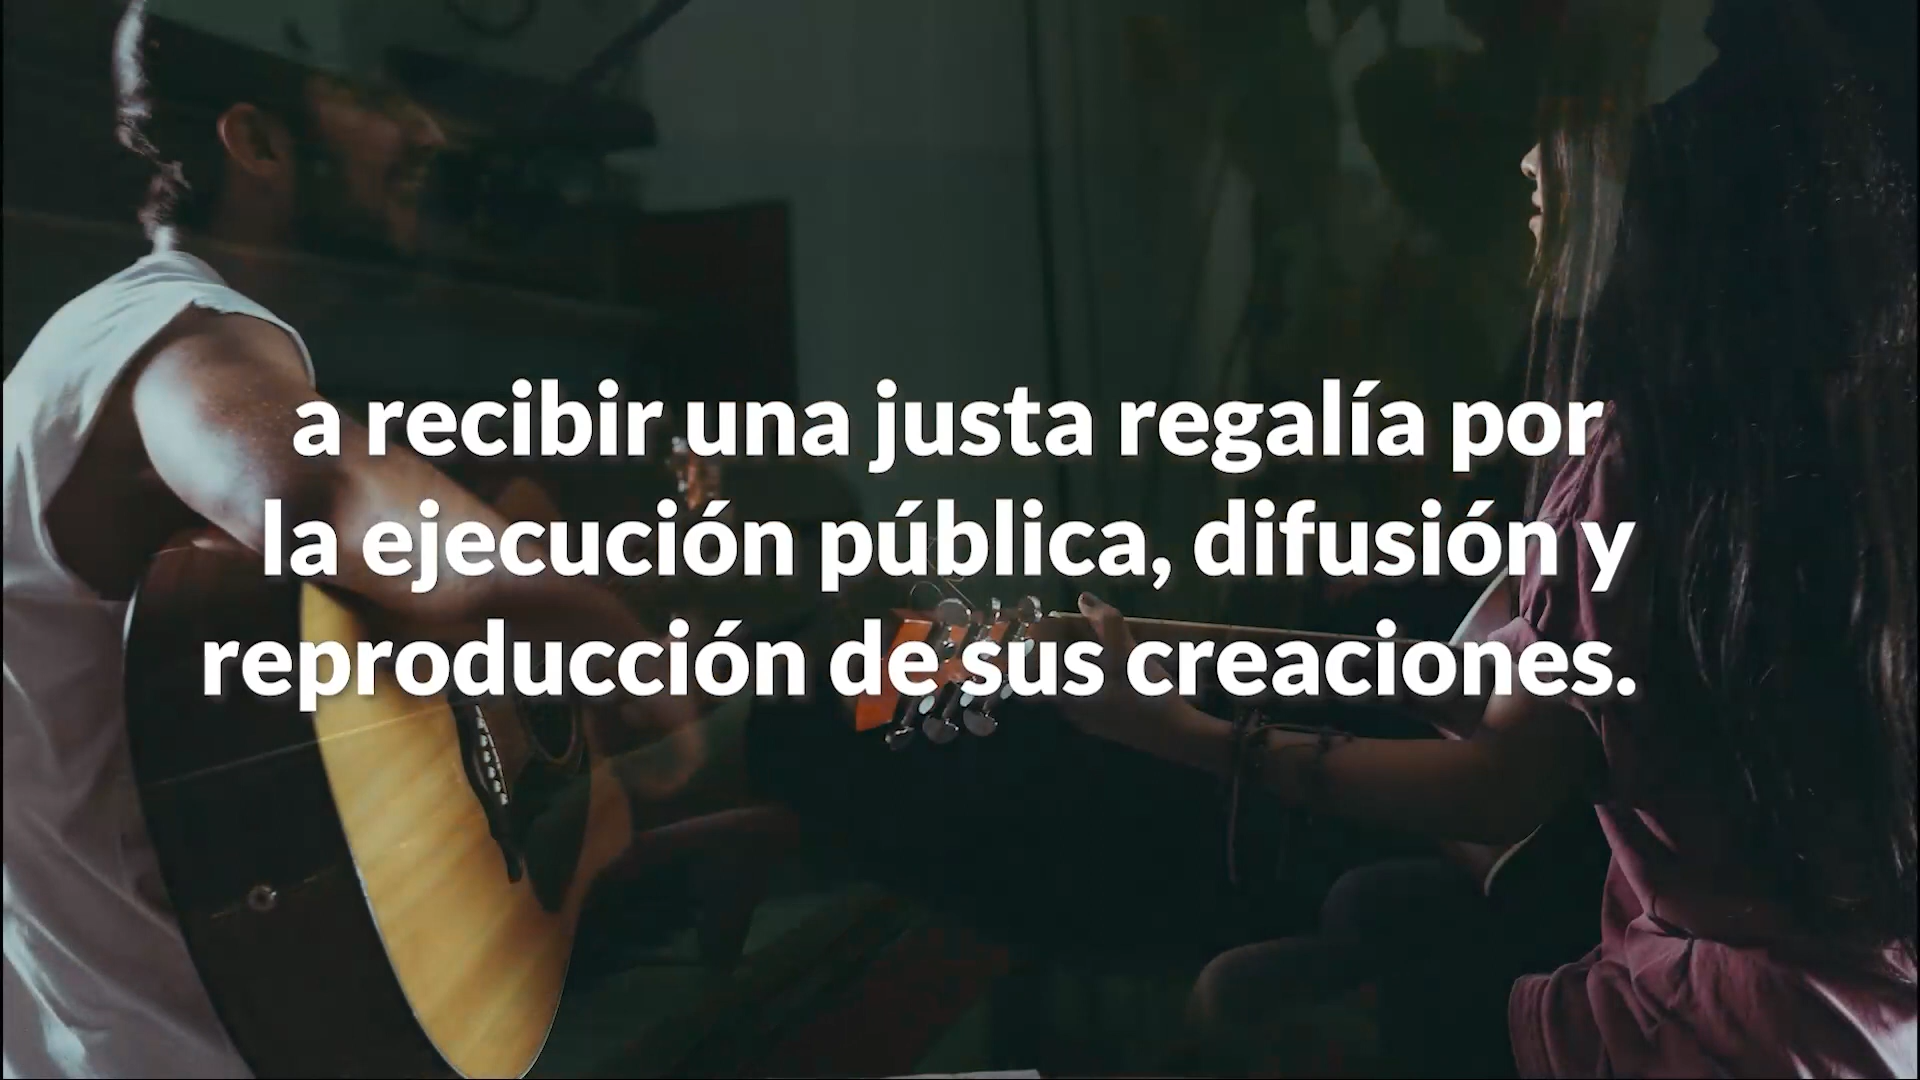 a recibir una justa regalía por
la ejecución pública, difusión y
reproducción de sus creaciones.